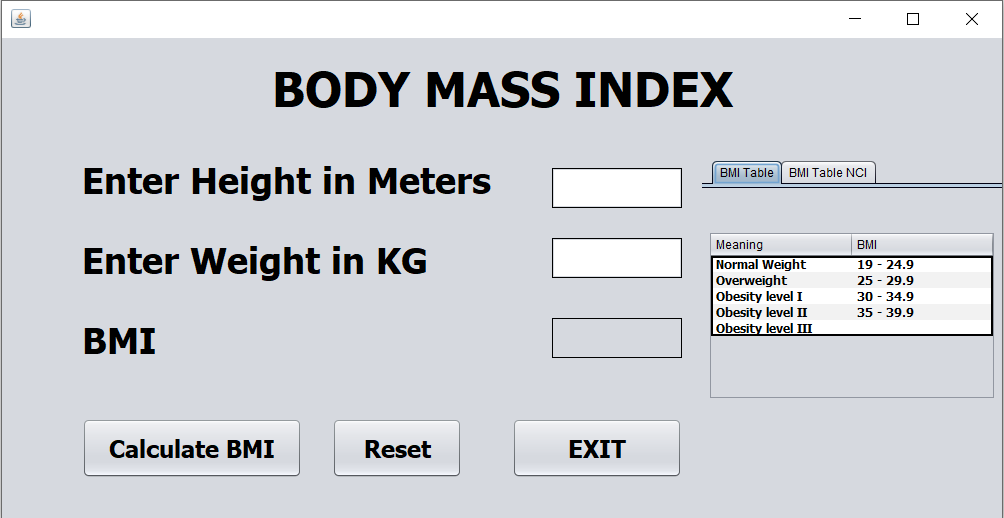 BODY MASS INDEX
Enter Height in Meters
Enter Weight in KG
BMI
Calculate BMI Reset EXIT
BMI Table BMI Table NCI
Meaning BMI
Normal Weight 19 - 24.9
Overweight 25 - 29.9
Obesity level I 30 - 34.9
Obesity level II 35 - 39.9
Obesity level III